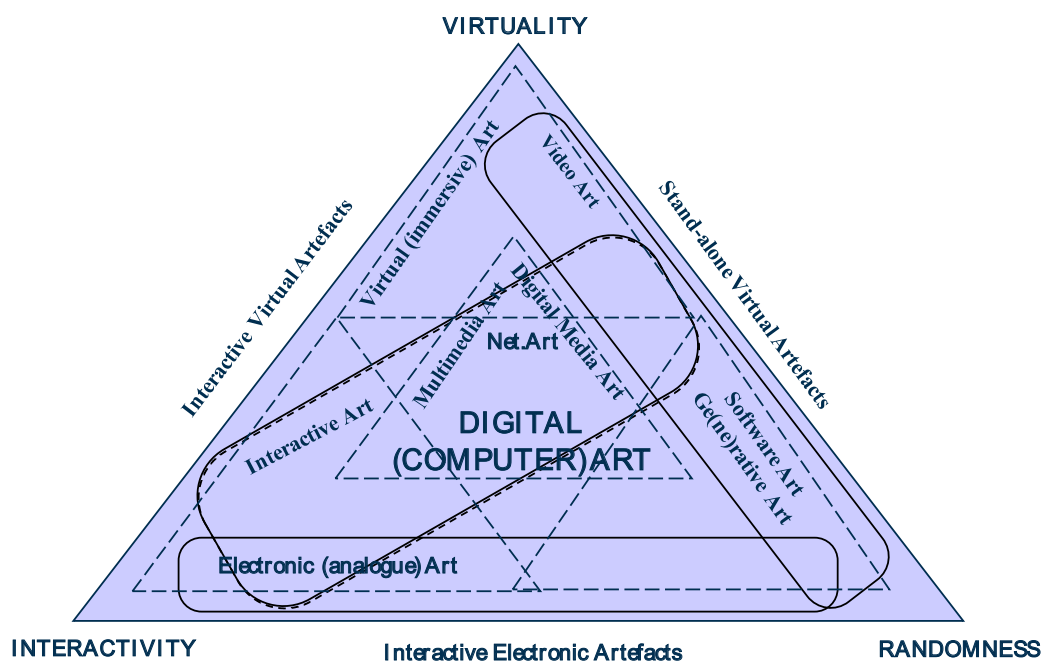 VIRTUALITY
Virtual (immersive) Art
Vídeo Art
Interactive Virtual Artefacts
Stand-alone Virtual Artefacts
Multimedia Art
Digital Media Art
Net.Art
Interactive Art
DIGITAL
(COMPUTER) ART
Software Art
Ge(ne)rative Art
Electronic (analogue) Art
INTERACTIVITY
Interactive Electronic Artefacts
RANDOMNESS